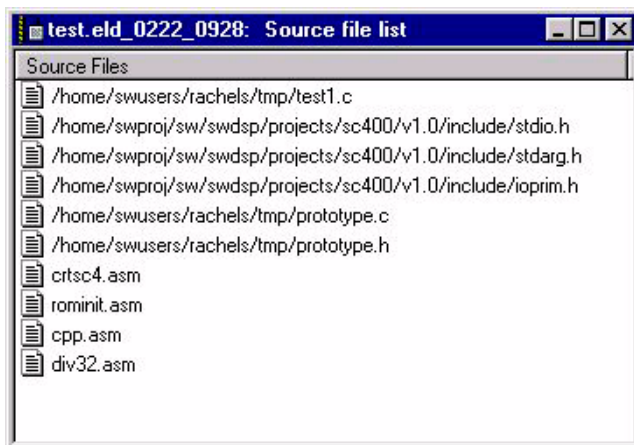 test.eld_0222_0928: Source file list
Source Files
/home/swusers/rachels/tmp/test1.c
/home/swproj/sw/swdsp/projects/sc400/v1.0/include/stdio.h
/home/swproj/sw/swdsp/projects/sc400/v1.0/include/stdarg.h
/home/swproj/sw/swdsp/projects/sc400/v1.0/include/ioprim.h
/home/swusers/rachels/tmp/prototype.c
/home/swusers/rachels/tmp/prototype.h
crtsc4.asm
rominit.asm
cpp.asm
div32.asm